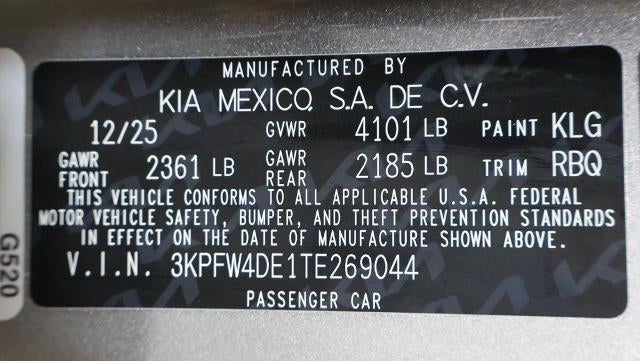 MANUFACTURED BY
KIA MEXICO, S.A. DE C.V.
12/25 GVWR 4101 LB PAINT KLG
GAWR FRONT 2361 LB GAWR REAR 2185 LB TRIM RBQ
THIS VEHICLE CONFORMS TO ALL APPLICABLE U.S.A. FEDERAL
MOTOR VEHICLE SAFETY, BUMPER, AND THEFT PREVENTION STANDARDS
IN EFFECT ON THE DATE OF MANUFACTURE SHOWN ABOVE.
V.I.N. 3KPFW4DE1TE269044
PASSENGER CAR
G520